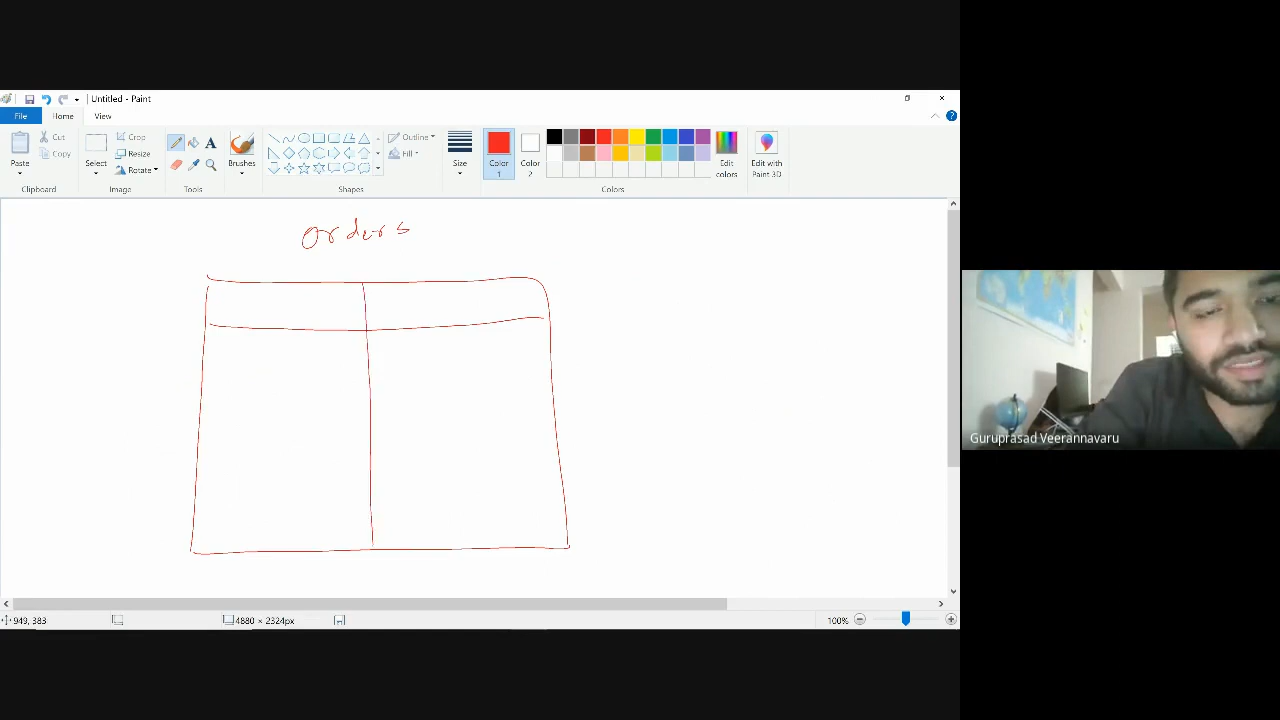 Untitled - Paint
File
Home
View
Paste
Cut
Copy
Clipboard
Select
Crop
Resize
Rotate
Image
A
Tools
Brushes
Shapes
Outline
Fill
Size
Color 1
Color 2
Edit colors
Colors
Edit with Paint 3D
orders
Guruprasad Veerannavaru
949, 383
4880 × 2324px
100%